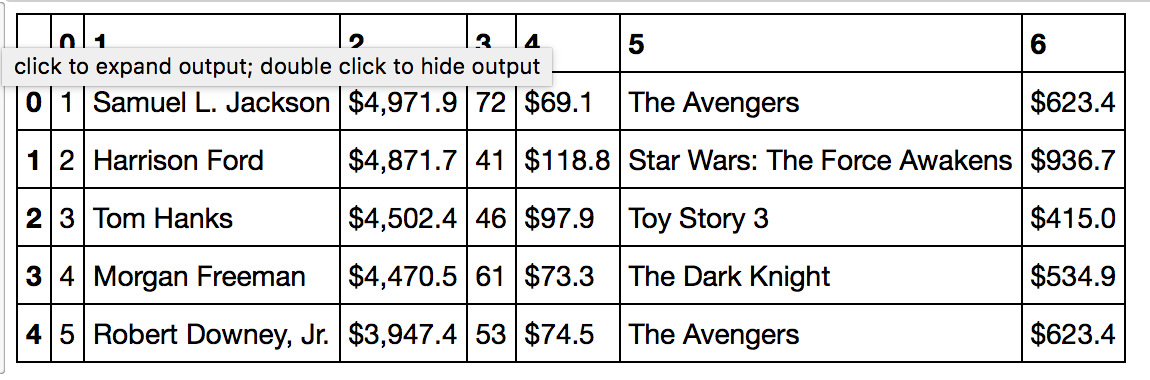 0 1 2 3 4 5 6
click to expand output; double click to hide output
0 1 Samuel L. Jackson $4,971.9 72 $69.1 The Avengers $623.4
1 2 Harrison Ford $4,871.7 41 $118.8 Star Wars: The Force Awakens $936.7
2 3 Tom Hanks $4,502.4 46 $97.9 Toy Story 3 $415.0
3 4 Morgan Freeman $4,470.5 61 $73.3 The Dark Knight $534.9
4 5 Robert Downey, Jr. $3,947.4 53 $74.5 The Avengers $623.4